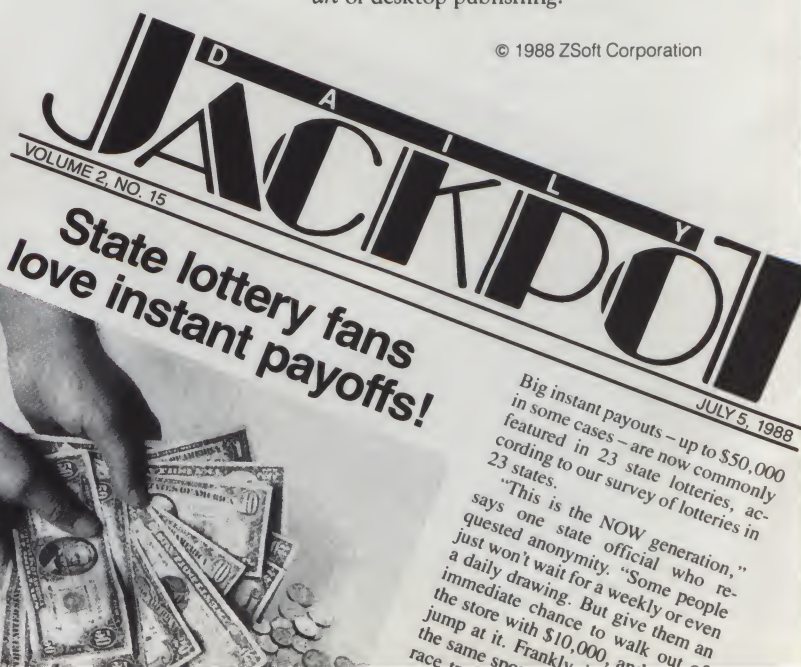 art of desktop publishing.
© 1988 ZSoft Corporation
DAILY
JACKPOT
VOLUME 2, NO. 15
JULY 5, 1988
State lottery fans
love instant payoffs!
Big instant payouts – up to $50,000
in some cases – are now commonly
featured in 23 state lotteries, ac-
cording to our survey of lotteries in
23 states.
"This is the NOW generation,"
says one state official who re-
quested anonymity. "Some people
just won't wait for a weekly or even
a daily drawing. But give them an
immediate chance to walk out of
the store with $10,000,
jump at it. Frankly,
the same
race